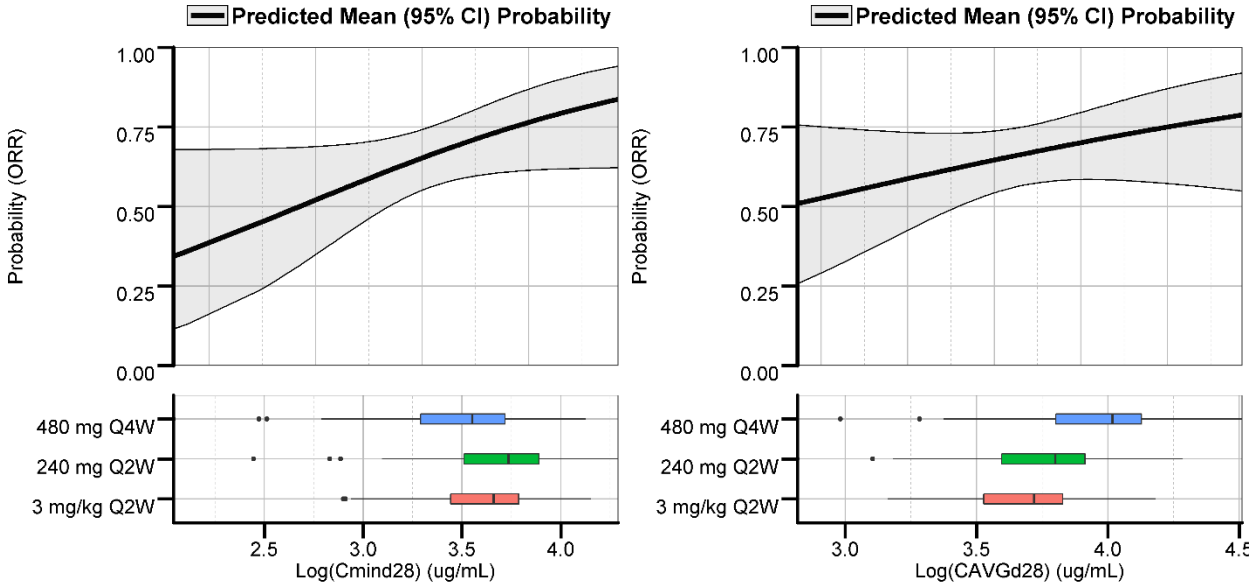 Predicted Mean (95% CI) Probability
1.00
0.75
0.50
0.25
0.00
Probability (ORR)
480 mg Q4W
240 mg Q2W
3 mg/kg Q2W
2.5 3.0 3.5 4.0
Log(Cmind28) (ug/mL)
Predicted Mean (95% CI) Probability
1.00
0.75
0.50
0.25
0.00
Probability (ORR)
480 mg Q4W
240 mg Q2W
3 mg/kg Q2W
3.0 3.5 4.0 4.5
Log(CAVGd28) (ug/mL)